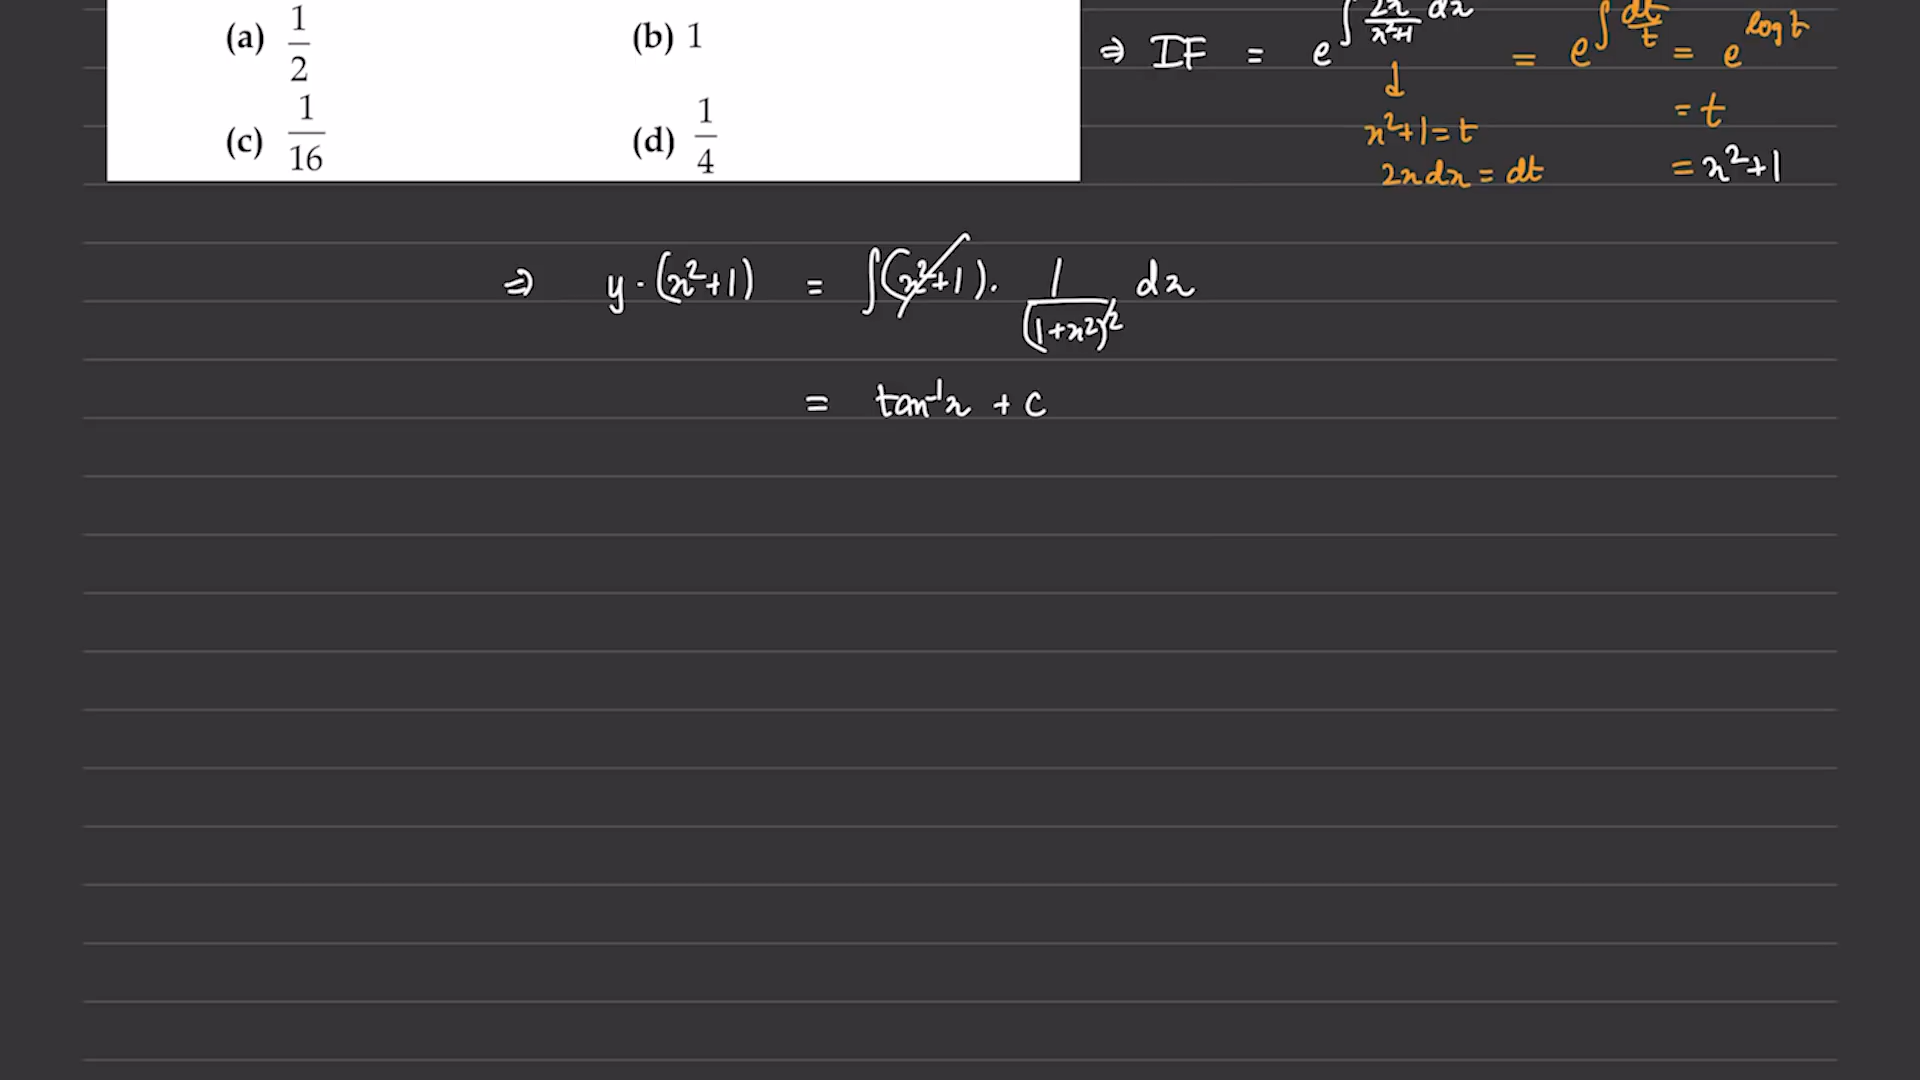 (a) 1/2 (b) 1
(c) 1/16 (d) 1/4
⇒ IF = e^∫ 2x/(x²+1) dx = e^∫ dt/t = e^log t
↓
x²+1 = t
2x dx = dt
= t
= x²+1
⇒ y · (x²+1) = ∫(x²+1) · 1/(1+x²)² dx
= tan⁻¹x + c